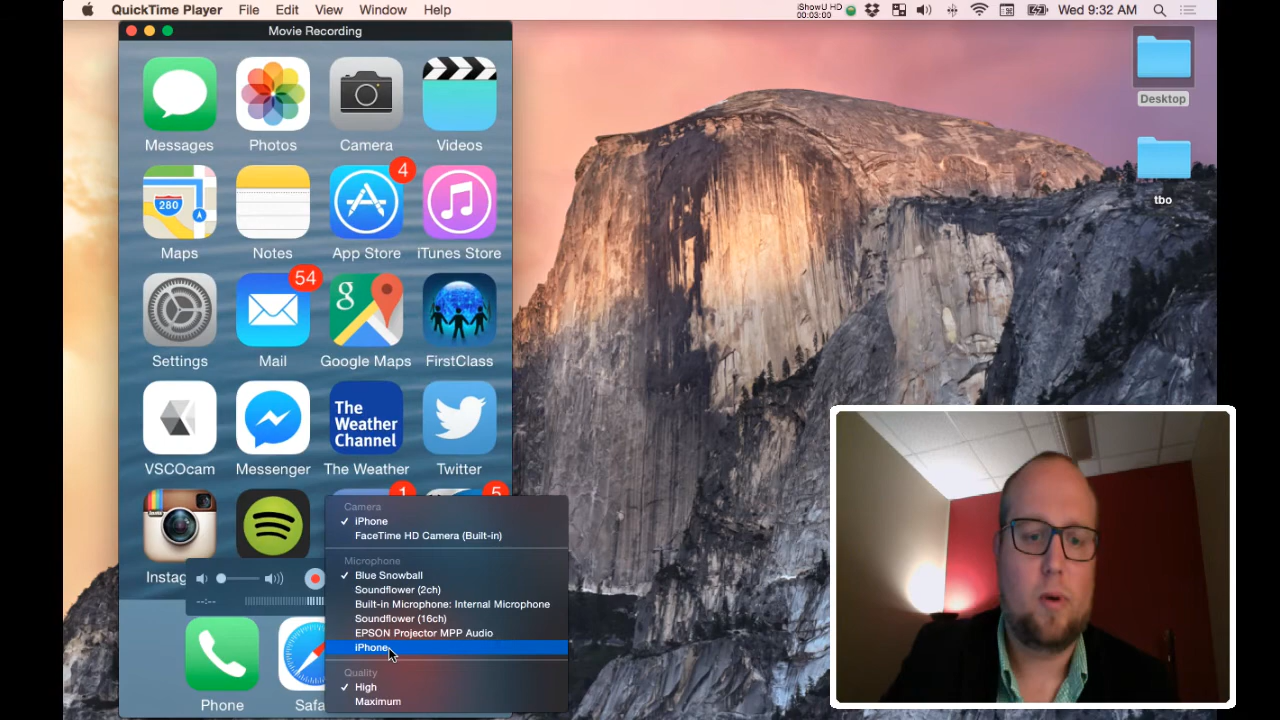 QuickTime Player File Edit View Window Help
iShowU HD
00:03:00
Wed 9:32 AM
Movie Recording
Desktop
tbo
Messages Photos Camera Videos
280
4
Maps Notes App Store iTunes Store
54
g
Settings Mail Google Maps FirstClass
The
Weather
Channel
VSCOcam Messenger The Weather Twitter
1 5
Instag
Camera
✓ iPhone
FaceTime HD Camera (Built-in)
Microphone
✓ Blue Snowball
Soundflower (2ch)
Built-in Microphone: Internal Microphone
Soundflower (16ch)
EPSON Projector MPP Audio
iPhone
Quality
✓ High
Maximum
--:--
Phone Safa